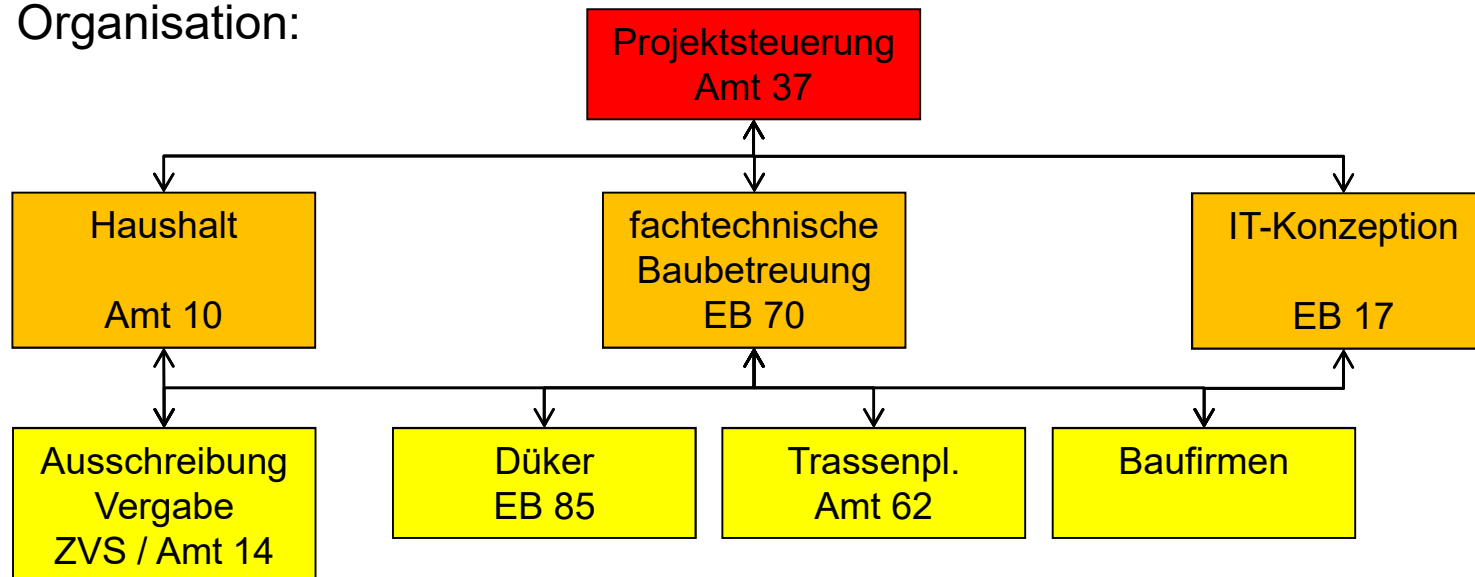 Organisation:
Projektsteuerung
Amt 37
Haushalt
Amt 10
fachtechnische
Baubetreuung
EB 70
IT-Konzeption
EB 17
Ausschreibung
Vergabe
ZVS / Amt 14
Düker
EB 85
Trassenpl.
Amt 62
Baufirmen